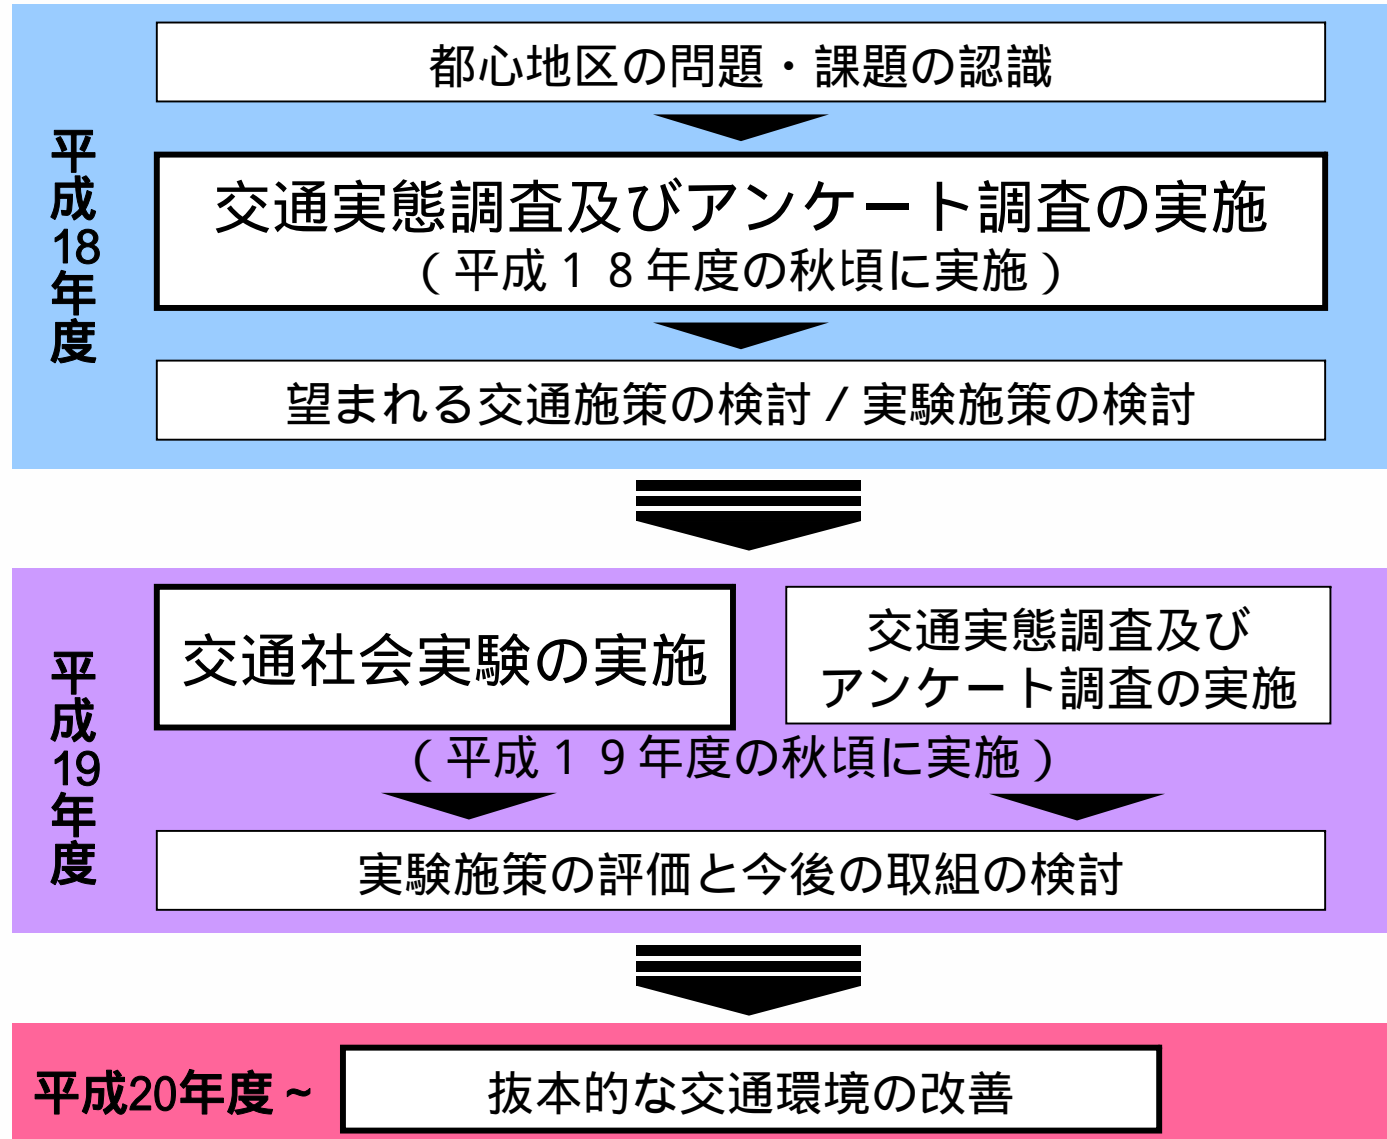 平成18年度
都心地区の問題・課題の認識
交通実態調査及びアンケート調査の実施
(平成18年度の秋頃に実施)
望まれる交通施策の検討/実験施策の検討
平成19年度
交通社会実験の実施
交通実態調査及び
アンケート調査の実施
(平成19年度の秋頃に実施)
実験施策の評価と今後の取組の検討
平成20年度~
抜本的な交通環境の改善